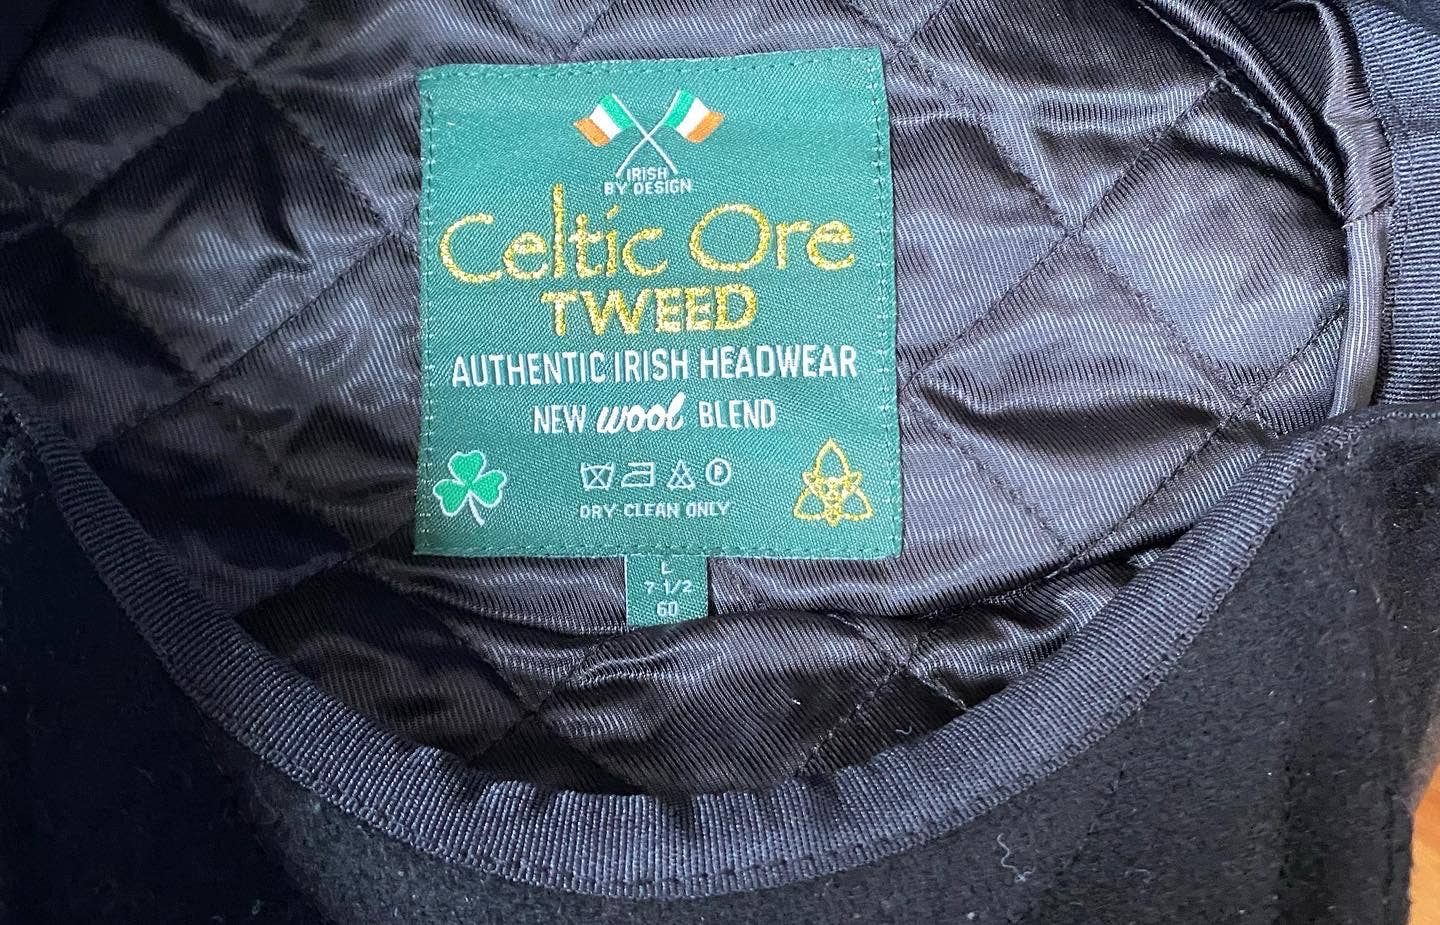 IRISH
BY DESIGN
Celtic Ore
TWEED
AUTHENTIC IRISH HEADWEAR
NEW wool BLEND
P
DRY CLEAN ONLY
L
7 1/2
60